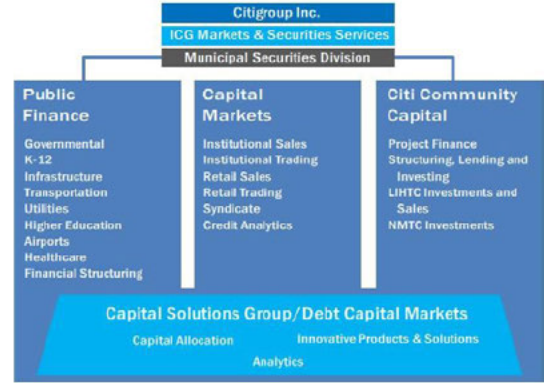 Citigroup Inc.
ICG Markets & Securities Services
Municipal Securities Division
Public
Finance
Governmental
K-12
Infrastructure
Transportation
Utilities
Higher Education
Airports
Healthcare
Financial Structuring
Capital
Markets
Institutional Sales
Institutional Trading
Retail Sales
Retail Trading
Syndicate
Credit Analytics
Citi Community
Capital
Project Finance
Structuring, Lending and
Investing
LIHTC Investments and
Sales
NMTC Investments
Capital Solutions Group/Debt Capital Markets
Capital Allocation
Innovative Products & Solutions
Analytics